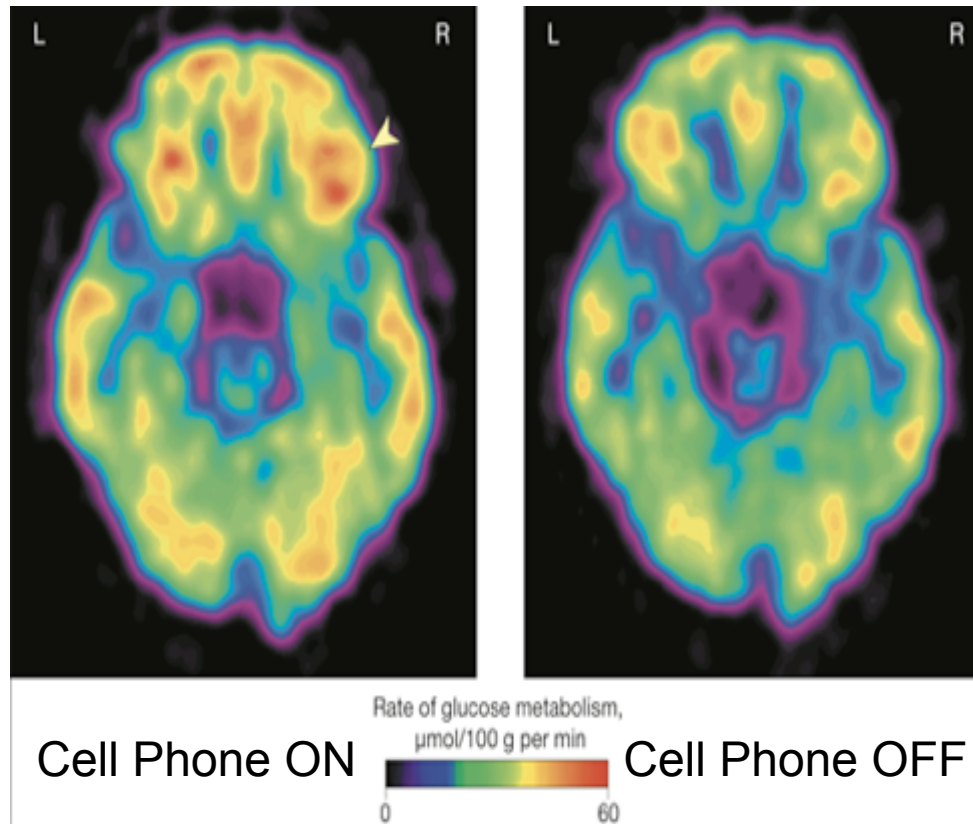 L R
L R
Rate of glucose metabolism,
µmol/100 g per min
Cell Phone ON
Cell Phone OFF
0 60